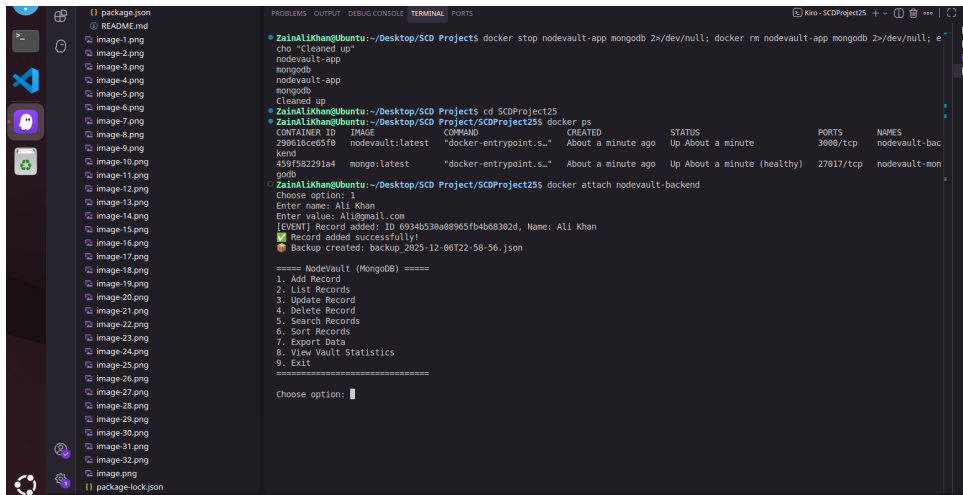 package.json
README.md
image-1.png
image-2.png
image-3.png
image-4.png
image-5.png
image-6.png
image-7.png
image-8.png
image-9.png
image-10.png
image-11.png
image-12.png
image-13.png
image-14.png
image-15.png
image-16.png
image-17.png
image-18.png
image-19.png
image-20.png
image-21.png
image-22.png
image-23.png
image-24.png
image-25.png
image-26.png
image-27.png
image-28.png
image-29.png
image-30.png
image-31.png
image-32.png
image.png
package-lock.json
PROBLEMS OUTPUT DEBUG CONSOLE TERMINAL PORTS
Kiro - SCDProject25
ZainAliKhan@Ubuntu:~/Desktop/SCD Project$ docker stop nodevault-app mongodb 2>/dev/null; docker rm nodevault-app mongodb 2>/dev/null; e
cho "Cleaned up"
nodevault-app
mongodb
nodevault-app
mongodb
Cleaned up
ZainAliKhan@Ubuntu:~/Desktop/SCD Project$ cd SCDProject25
ZainAliKhan@Ubuntu:~/Desktop/SCD Project/SCDProject25$ docker ps
CONTAINER ID IMAGE COMMAND CREATED STATUS PORTS NAMES
290616ce65f0 nodevault:latest "docker-entrypoint.s…" About a minute ago Up About a minute 3000/tcp nodevault-bac
kend
459f582291a4 mongo:latest "docker-entrypoint.s…" About a minute ago Up About a minute (healthy) 27017/tcp nodevault-mon
godb
ZainAliKhan@Ubuntu:~/Desktop/SCD Project/SCDProject25$ docker attach nodevault-backend
Choose option: 1
Enter name: Ali Khan
Enter value: Ali@gmail.com
[EVENT] Record added: ID 6934b530a08965fb4b68302d, Name: Ali Khan
✅ Record added successfully!
📦 Backup created: backup_2025-12-06T22-58-56.json
===== NodeVault (MongoDB) =====
1. Add Record
2. List Records
3. Update Record
4. Delete Record
5. Search Records
6. Sort Records
7. Export Data
8. View Vault Statistics
9. Exit
===============================
Choose option: